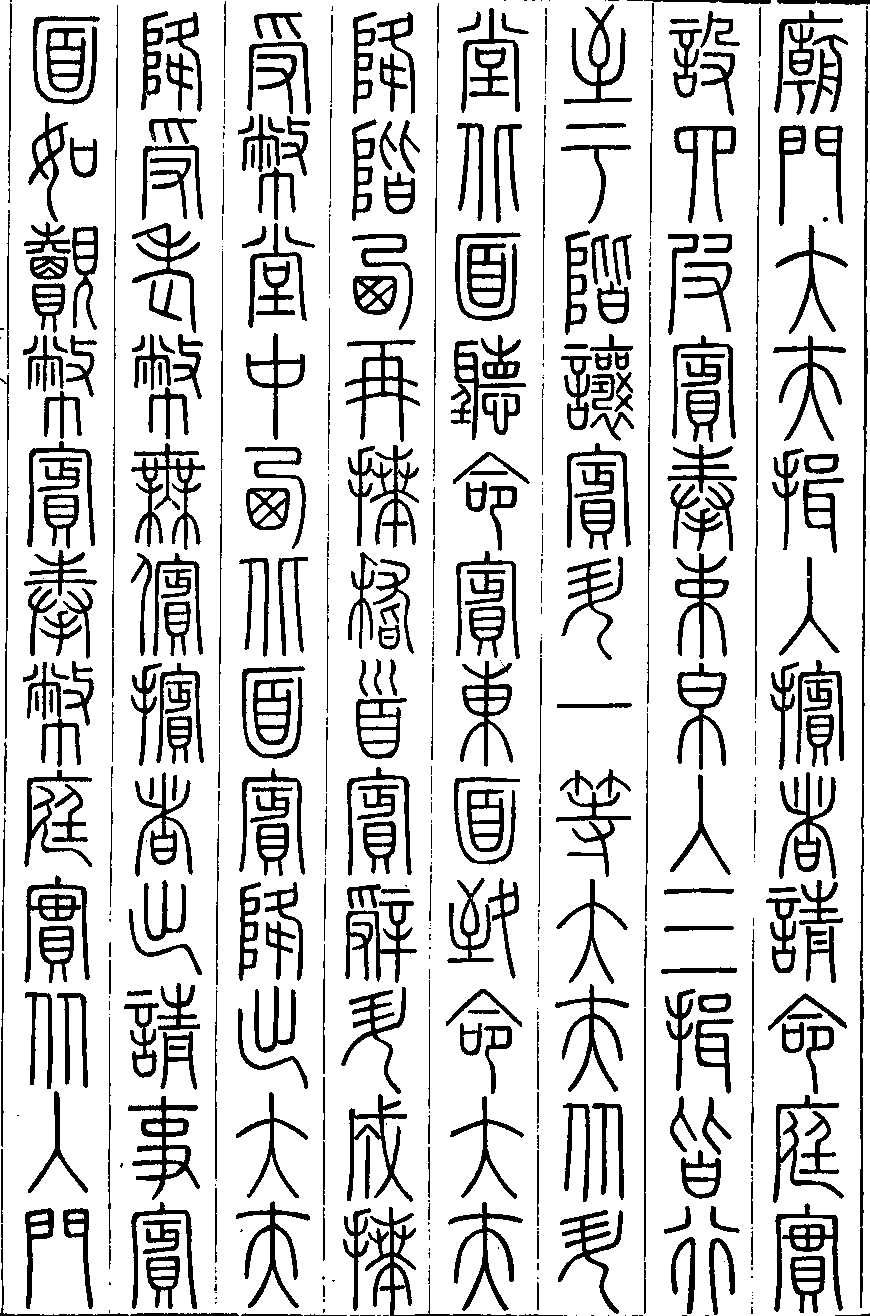 廟門大夫揖入擯者請命庭實
設四皮賓奉束帛入三揖皆行
至于階讓賓升一等大夫从升
堂北面聽命賓東面致命大夫
降階西再拜稽首賓辭升成拜
受幣堂中西北面賓降出大夫
降受老幣無儐擯者出請事賓
面如覿幣賓奉幣庭實从入門